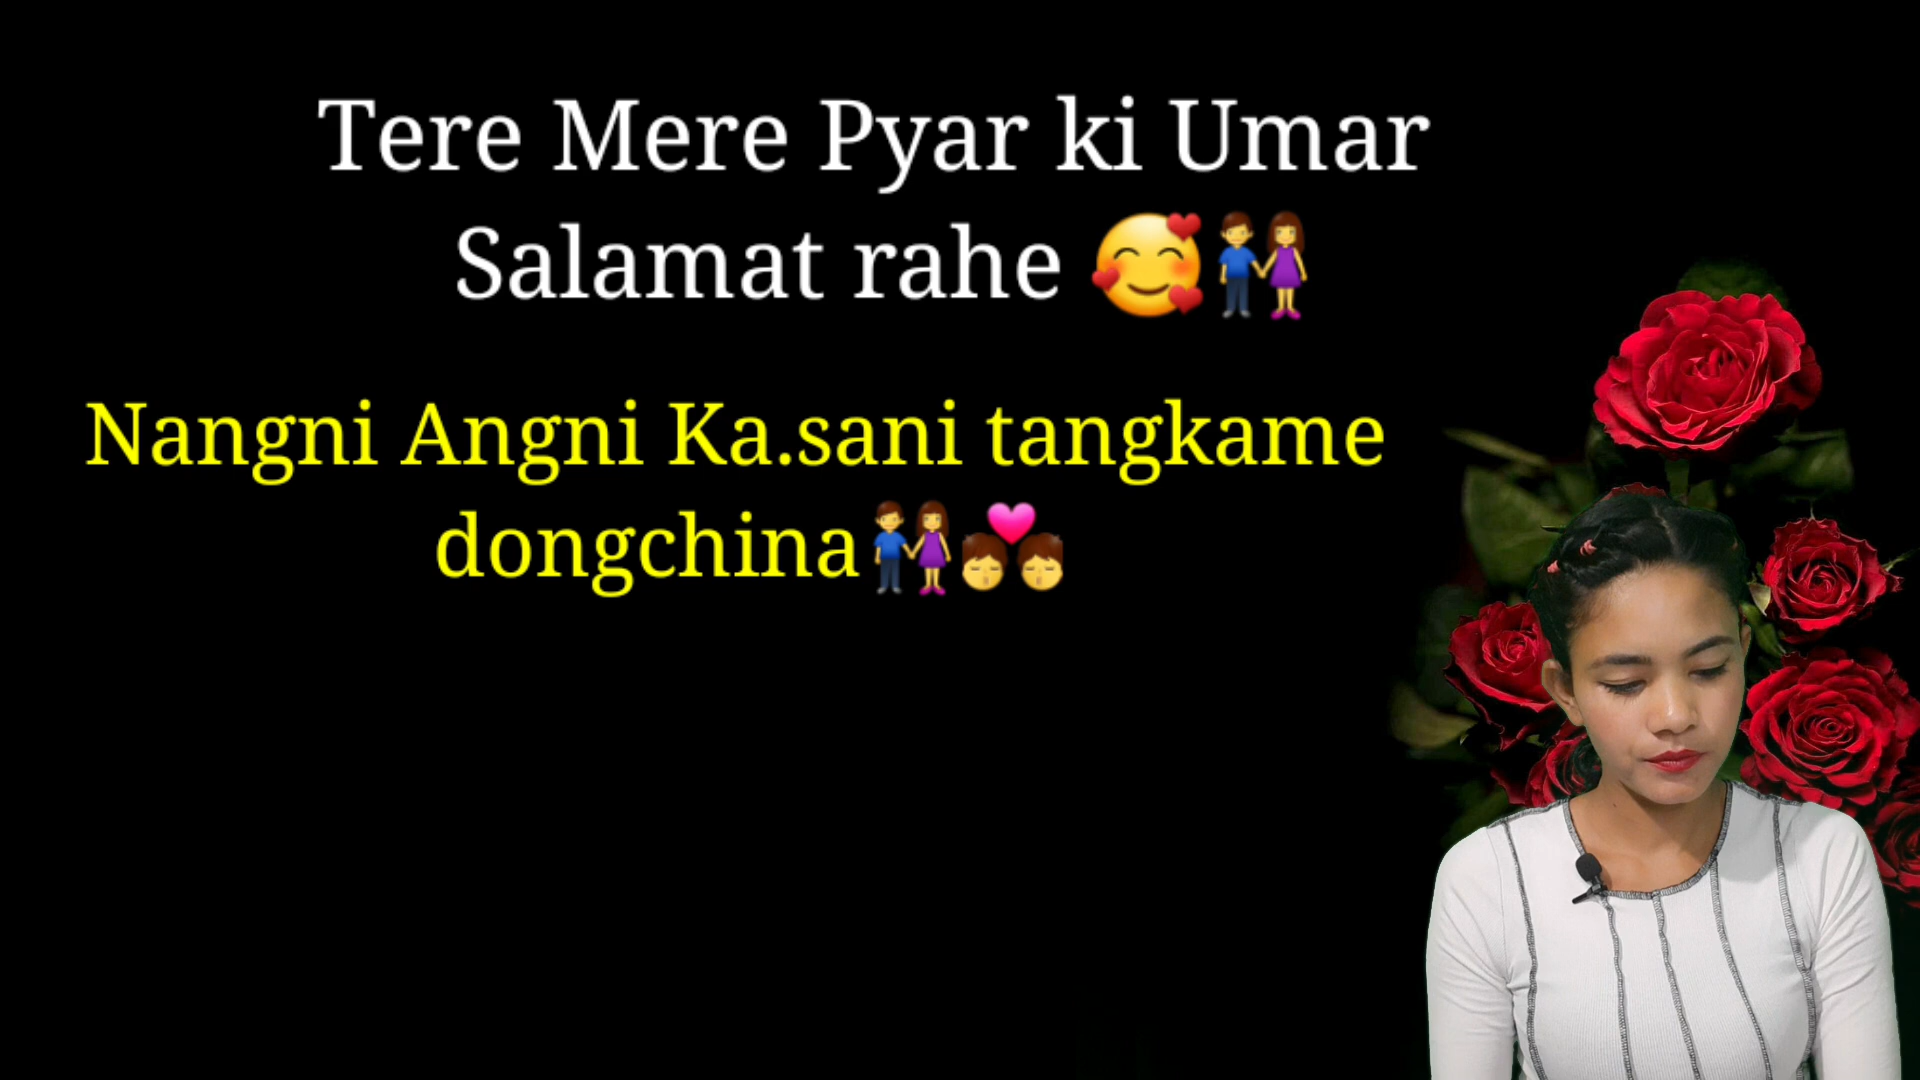 Tere Mere Pyar ki Umar
Salamat rahe 🥰👫
Nangni Angni Ka.sani tangkame
dongchina👫💏